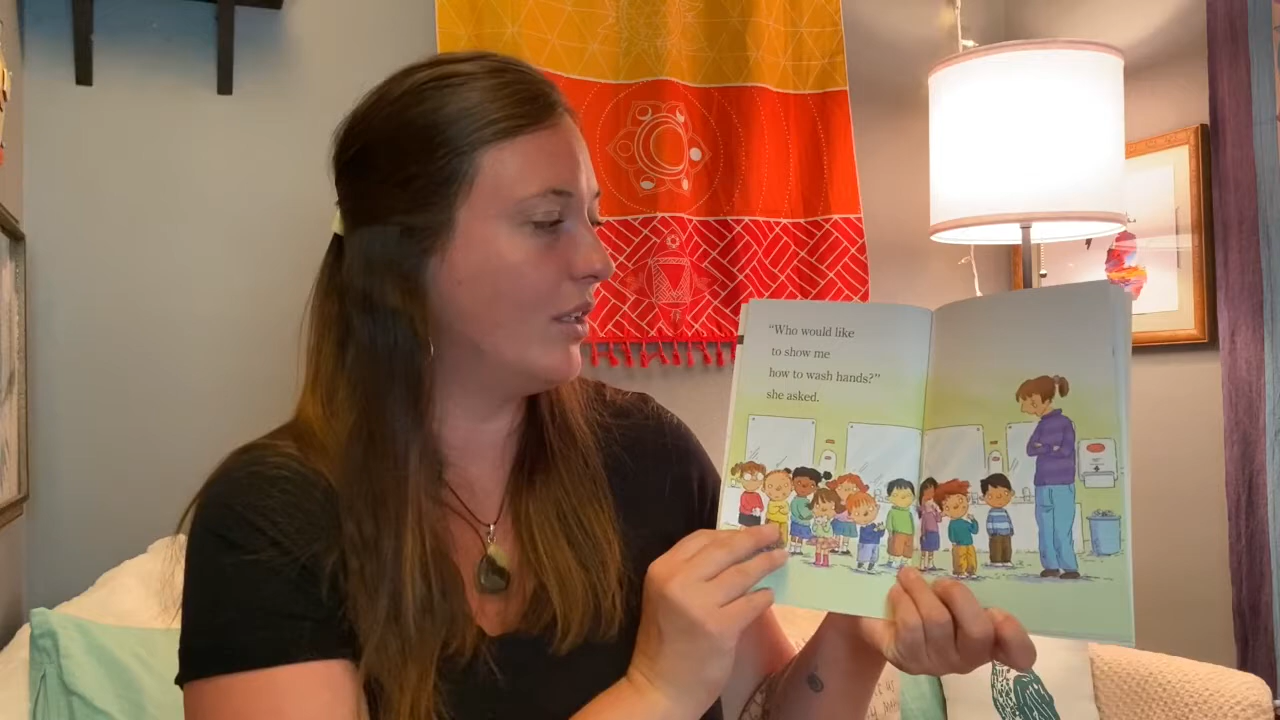 "Who would like
to show me
how to wash hands?"
she asked.